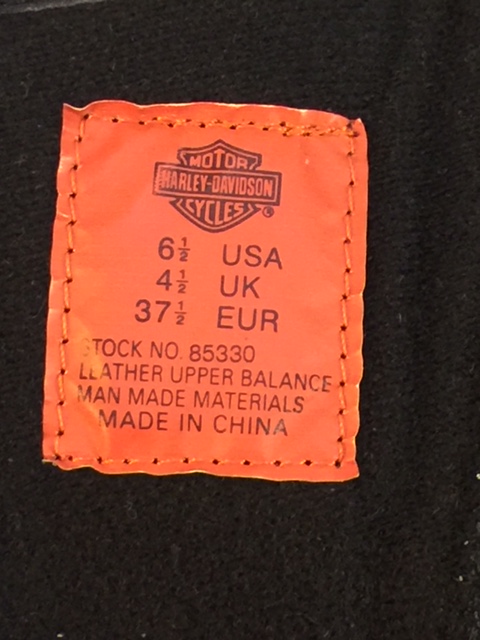 MOTOR
HARLEY-DAVIDSON
CYCLES ®
6½ USA
4½ UK
37½ EUR
STOCK NO. 85330
LEATHER UPPER BALANCE
MAN MADE MATERIALS
MADE IN CHINA